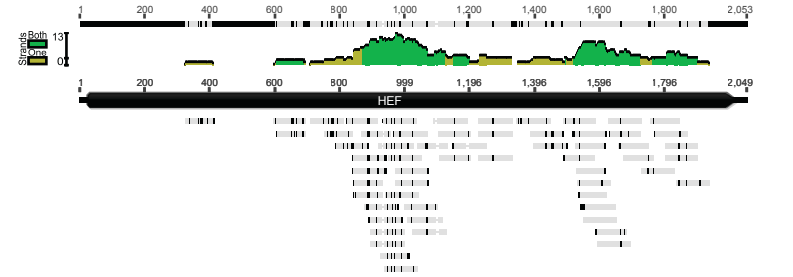 1 200 400 600 800 1,000 1,200 1,400 1,600 1,800 2,053
Strands
Both
One
13
0
1 200 400 600 800 999 1,196 1,396 1,596 1,796 2,049
HEF